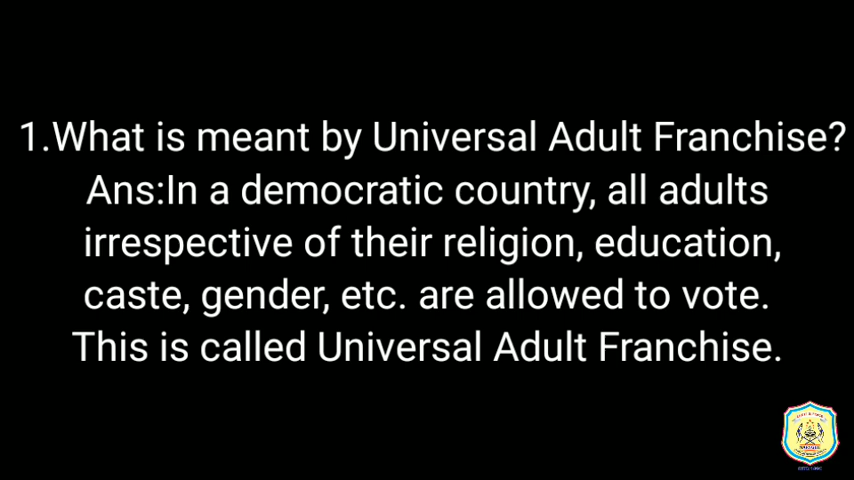 1.What is meant by Universal Adult Franchise?
Ans:In a democratic country, all adults
irrespective of their religion, education,
caste, gender, etc. are allowed to vote.
This is called Universal Adult Franchise.